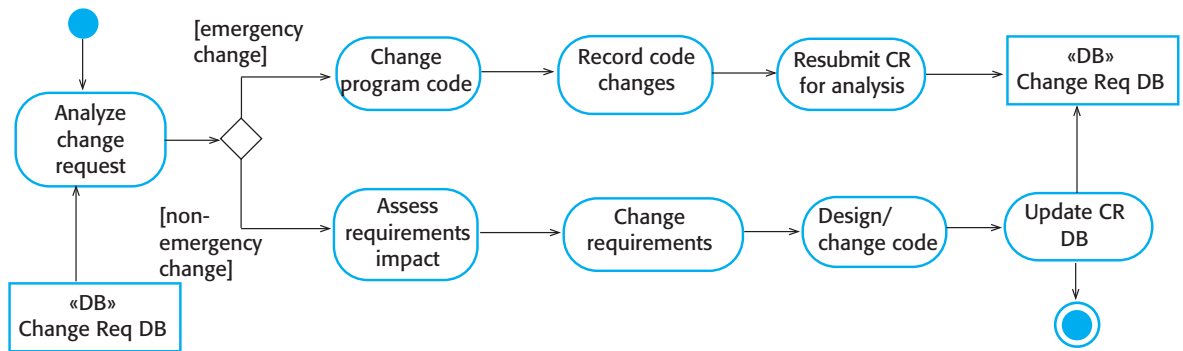 [emergency
change]
Change
program code
Record code
changes
Resubmit CR
for analysis
«DB»
Change Req DB
Analyze
change
request
[non-
emergency
change]
Assess
requirements
impact
Change
requirements
Design/
change code
Update CR
DB
«DB»
Change Req DB